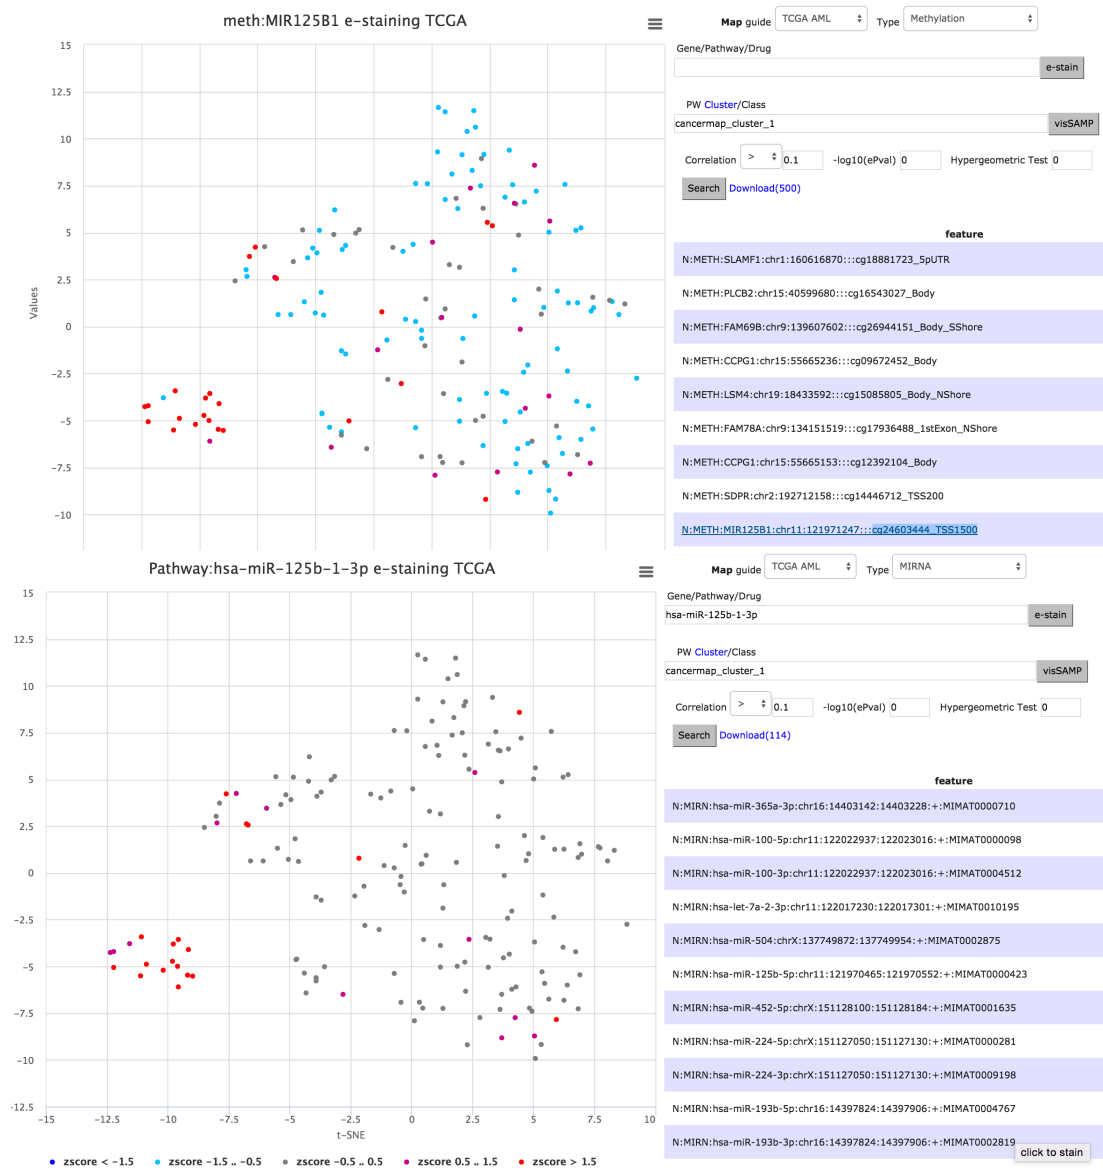 meth:MIR125B1 e-staining TCGA
Map guide TCGA AML Type Methylation
Gene/Pathway/Drug
e-stain
PW Cluster/Class
cancermap_cluster_1 visSAMP
Correlation > 0.1 -log10(ePval) 0 Hypergeometric Test 0
Search Download(500)
feature
N:METH:SLAMF1:chr1:160616870:::cg18881723_5pUTR
N:METH:PLCB2:chr15:40599680:::cg16543027_Body
N:METH:FAM69B:chr9:139607602:::cg26944151_Body_SShore
N:METH:CCPG1:chr15:55665236:::cg09672452_Body
N:METH:LSM4:chr19:18433592:::cg15085805_Body_NShore
N:METH:FAM78A:chr9:134151519:::cg17936488_1stExon_NShore
N:METH:CCPG1:chr15:55665153:::cg12392104_Body
N:METH:SDPR:chr2:192712158:::cg14446712_TSS200
N:METH:MIR125B1:chr11:121971247:::cg24603444_TSS1500
15
12.5
10
7.5
5
2.5
0
-2.5
-5
-7.5
-10
Values
Pathway:hsa-miR-125b-1-3p e-staining TCGA
Map guide TCGA AML Type MIRNA
Gene/Pathway/Drug
hsa-miR-125b-1-3p e-stain
PW Cluster/Class
cancermap_cluster_1 visSAMP
Correlation > 0.1 -log10(ePval) 0 Hypergeometric Test 0
Search Download(114)
feature
N:MIRN:hsa-miR-365a-3p:chr16:14403142:14403228:+:MIMAT0000710
N:MIRN:hsa-miR-100-5p:chr11:122022937:122023016:+:MIMAT0000098
N:MIRN:hsa-miR-100-3p:chr11:122022937:122023016:+:MIMAT0004512
N:MIRN:hsa-let-7a-2-3p:chr11:122017230:122017301:+:MIMAT0010195
N:MIRN:hsa-miR-504:chrX:137749872:137749954:+:MIMAT0002875
N:MIRN:hsa-miR-125b-5p:chr11:121970465:121970552:+:MIMAT0000423
N:MIRN:hsa-miR-452-5p:chrX:151128100:151128184:+:MIMAT0001635
N:MIRN:hsa-miR-224-5p:chrX:151127050:151127130:+:MIMAT0000281
N:MIRN:hsa-miR-224-3p:chrX:151127050:151127130:+:MIMAT0009198
N:MIRN:hsa-miR-193b-5p:chr16:14397824:14397906:+:MIMAT0004767
N:MIRN:hsa-miR-193b-3p:chr16:14397824:14397906:+:MIMAT0002819
click to stain
15
12.5
10
7.5
5
2.5
0
-2.5
-5
-7.5
-10
-12.5
-15 -12.5 -10 -7.5 -5 -2.5 0 2.5 5 7.5 10
t-SNE
zscore < -1.5 zscore -1.5 .. -0.5 zscore -0.5 .. 0.5 zscore 0.5 .. 1.5 zscore > 1.5